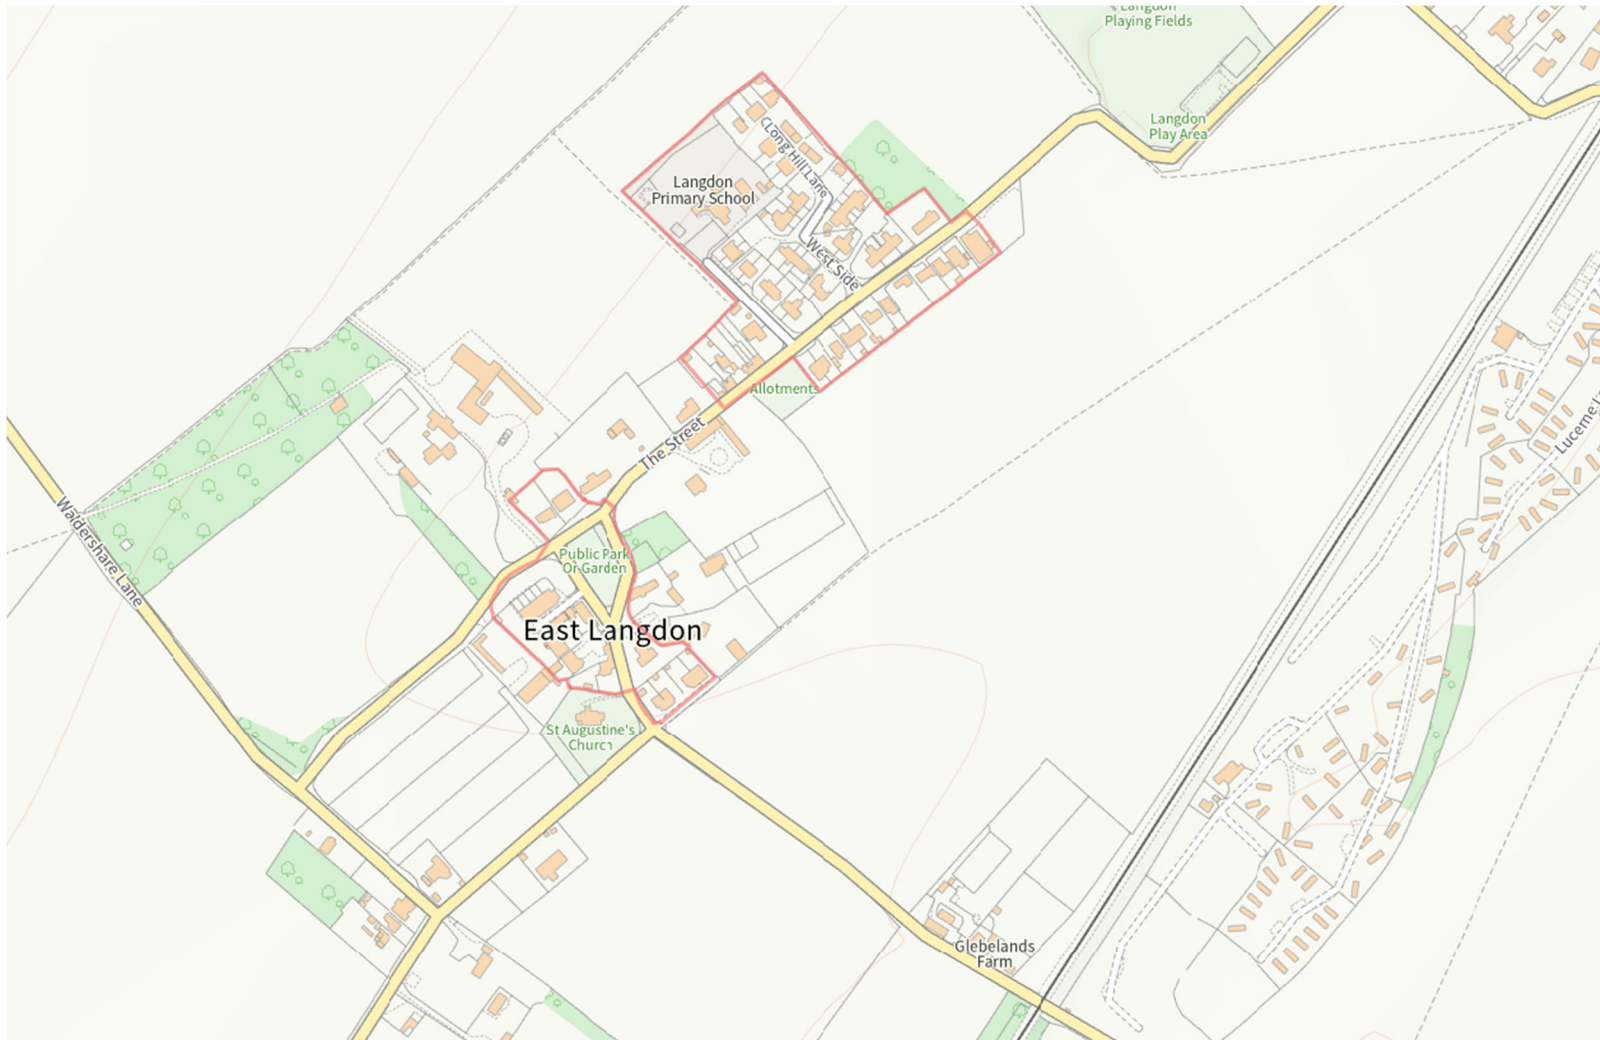 Langdon
Playing Fields
Langdon
Play Area
Long Hill Lane
Langdon
Primary School
West Side
Allotments
The Street
Waldershare Lane
Public Park
Or Garden
East Langdon
St Augustine's
Church
Glebelands
Farm
Lucerne